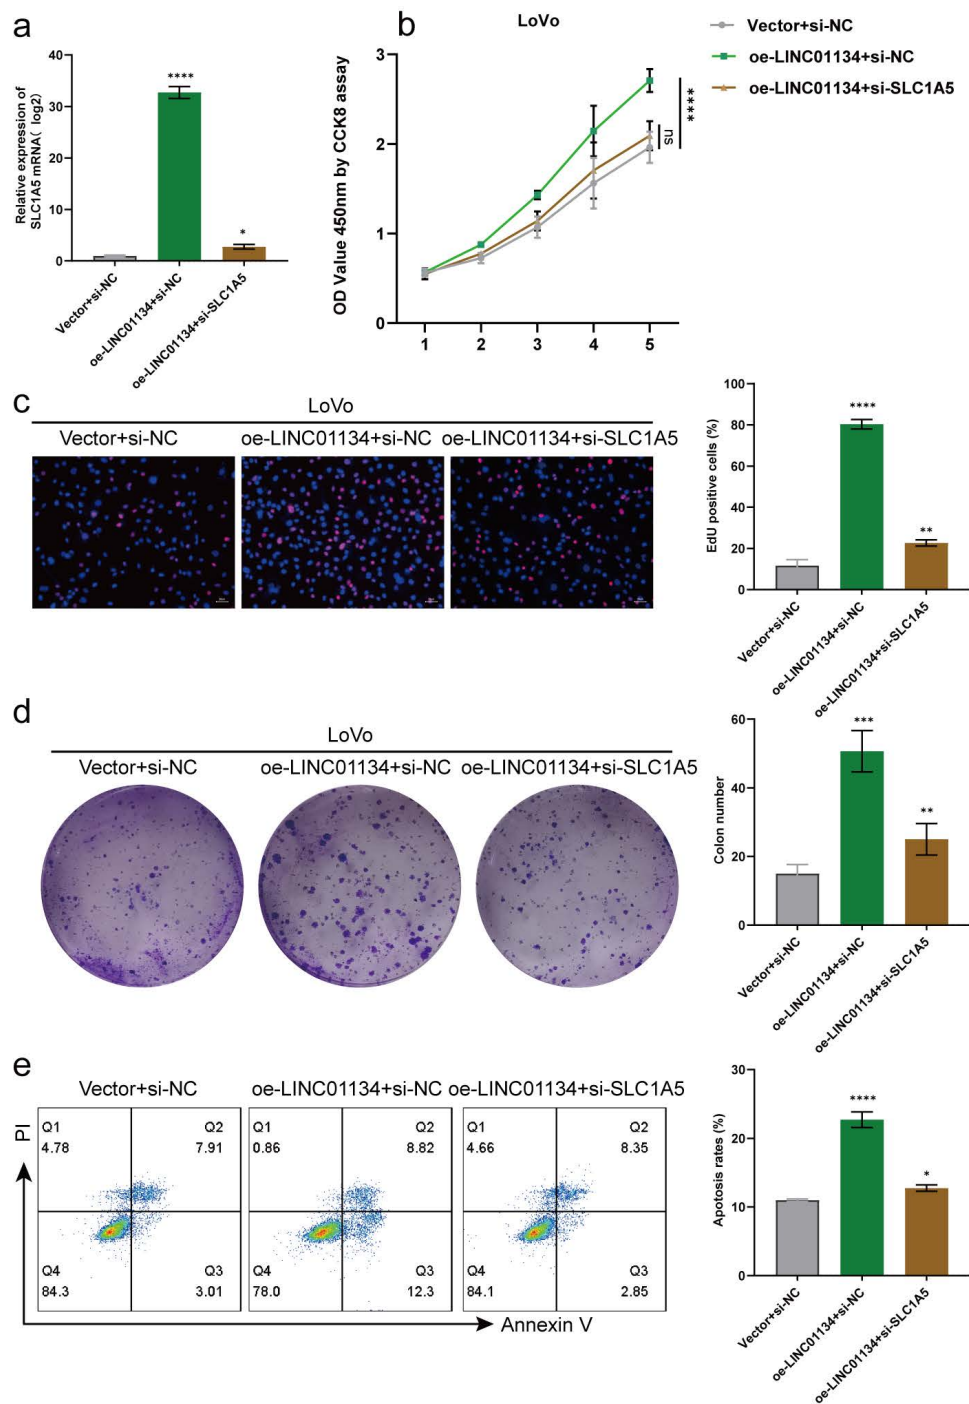 a
Relative expression of
SLC1A5 mRNA( log2)
40
30
20
10
0
****
*
Vector+si-NC
oe-LINC01134+si-NC
oe-LINC01134+si-SLC1A5
b
LoVo
OD Value 450nm by CCK8 assay
3
2
1
0
1 2 3 4 5
ns
****
Vector+si-NC
oe-LINC01134+si-NC
oe-LINC01134+si-SLC1A5
c
LoVo
Vector+si-NC oe-LINC01134+si-NC oe-LINC01134+si-SLC1A5
EdU positive cells (%)
100
80
60
40
20
0
****
**
Vector+si-NC
oe-LINC01134+si-NC
oe-LINC01134+si-SLC1A5
d
LoVo
Vector+si-NC oe-LINC01134+si-NC oe-LINC01134+si-SLC1A5
Colon number
60
40
20
0
***
**
Vector+si-NC
oe-LINC01134+si-NC
oe-LINC01134+si-SLC1A5
e
Vector+si-NC oe-LINC01134+si-NC oe-LINC01134+si-SLC1A5
PI
Q1 Q2
4.78 7.91
Q4 Q3
84.3 3.01
Q1 Q2
0.86 8.82
Q4 Q3
78.0 12.3
Q1 Q2
4.66 8.35
Q4 Q3
84.1 2.85
Annexin V
Apotosis rates (%)
30
20
10
0
****
*
Vector+si-NC
oe-LINC01134+si-NC
oe-LINC01134+si-SLC1A5